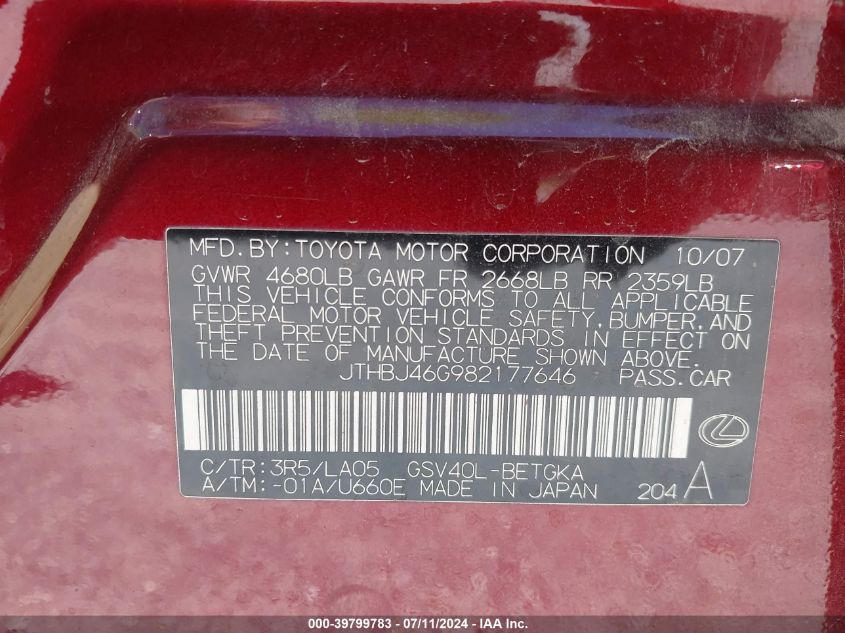 MFD. BY: TOYOTA MOTOR CORPORATION 10/07
GVWR 4680LB GAWR FR 2668LB RR 2359LB
THIS VEHICLE CONFORMS TO ALL APPLICABLE
FEDERAL MOTOR VEHICLE SAFETY, BUMPER, AND
THEFT PREVENTION STANDARDS IN EFFECT ON
THE DATE OF MANUFACTURE SHOWN ABOVE.
JTHBJ46G982177646 PASS. CAR
C/TR: 3R5/LA05 GSV40L-BETGKA
A/TM: -01A/U660E MADE IN JAPAN 204 A
000-39799783 - 07/11/2024 - IAA Inc.